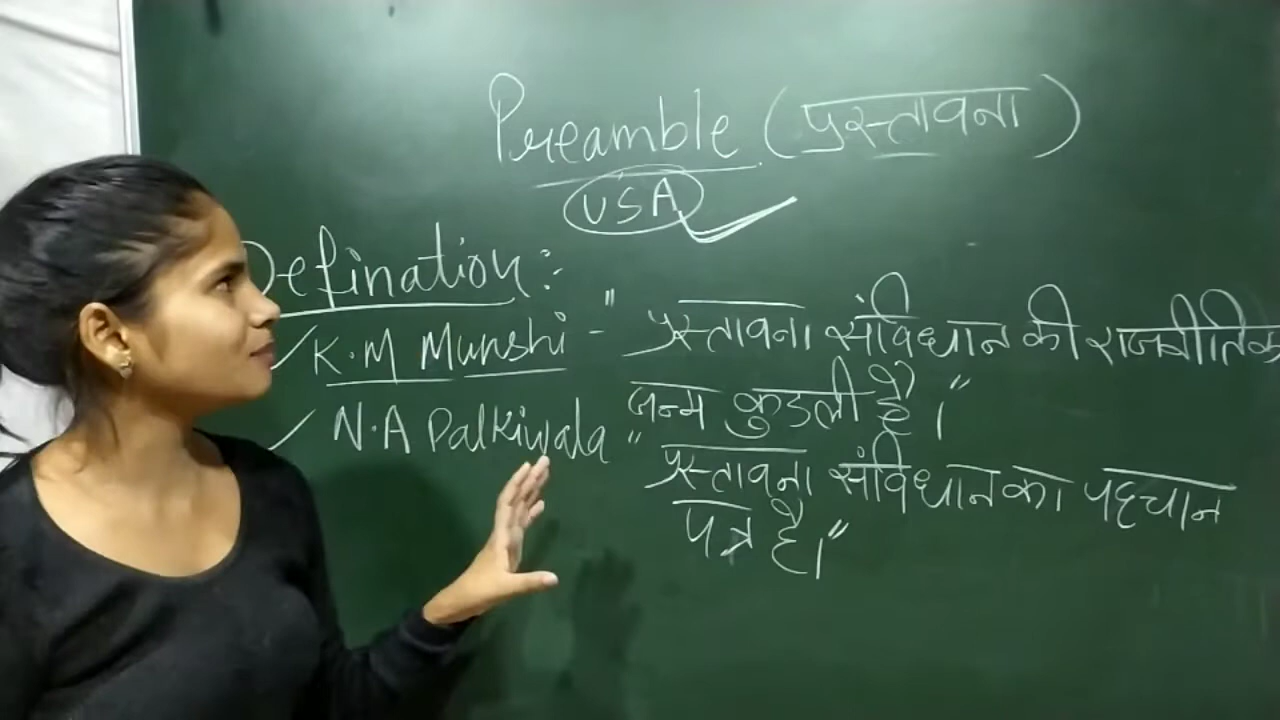 Preamble (प्रस्तावना)
USA
Defination:
K.M Munshi - "प्रस्तावना संविधान की राजनीतिक
जन्म कुडली है।"
N.A Palkiwala "प्रस्तावना संविधान का पहचान
पत्र है।"